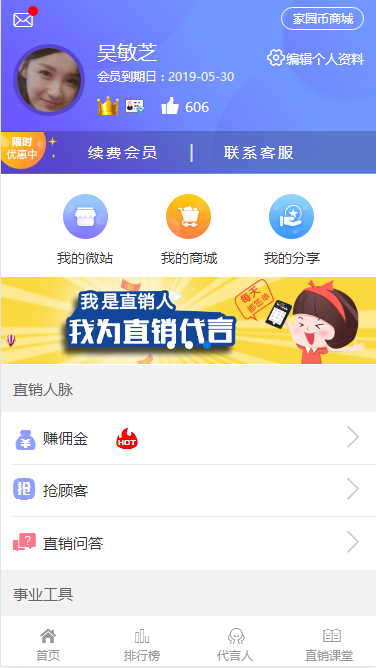 家园币商城
吴敏芝
编辑个人资料
会员到期日：2019-05-30
606
限时
优惠中
续费会员
联系客服
我的微站
我的商城
我的分享
我是直销人
我为直销代言
每天
能签单
直销人脉
赚佣金
HOT
抢
抢顾客
直销问答
事业工具
首页
排行榜
代言人
直销课堂